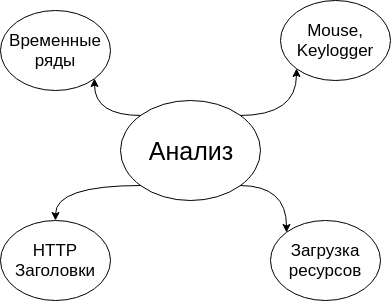 Временные
ряды
Mouse,
Keylogger
Анализ
HTTP
Заголовки
Загрузка
ресурсов